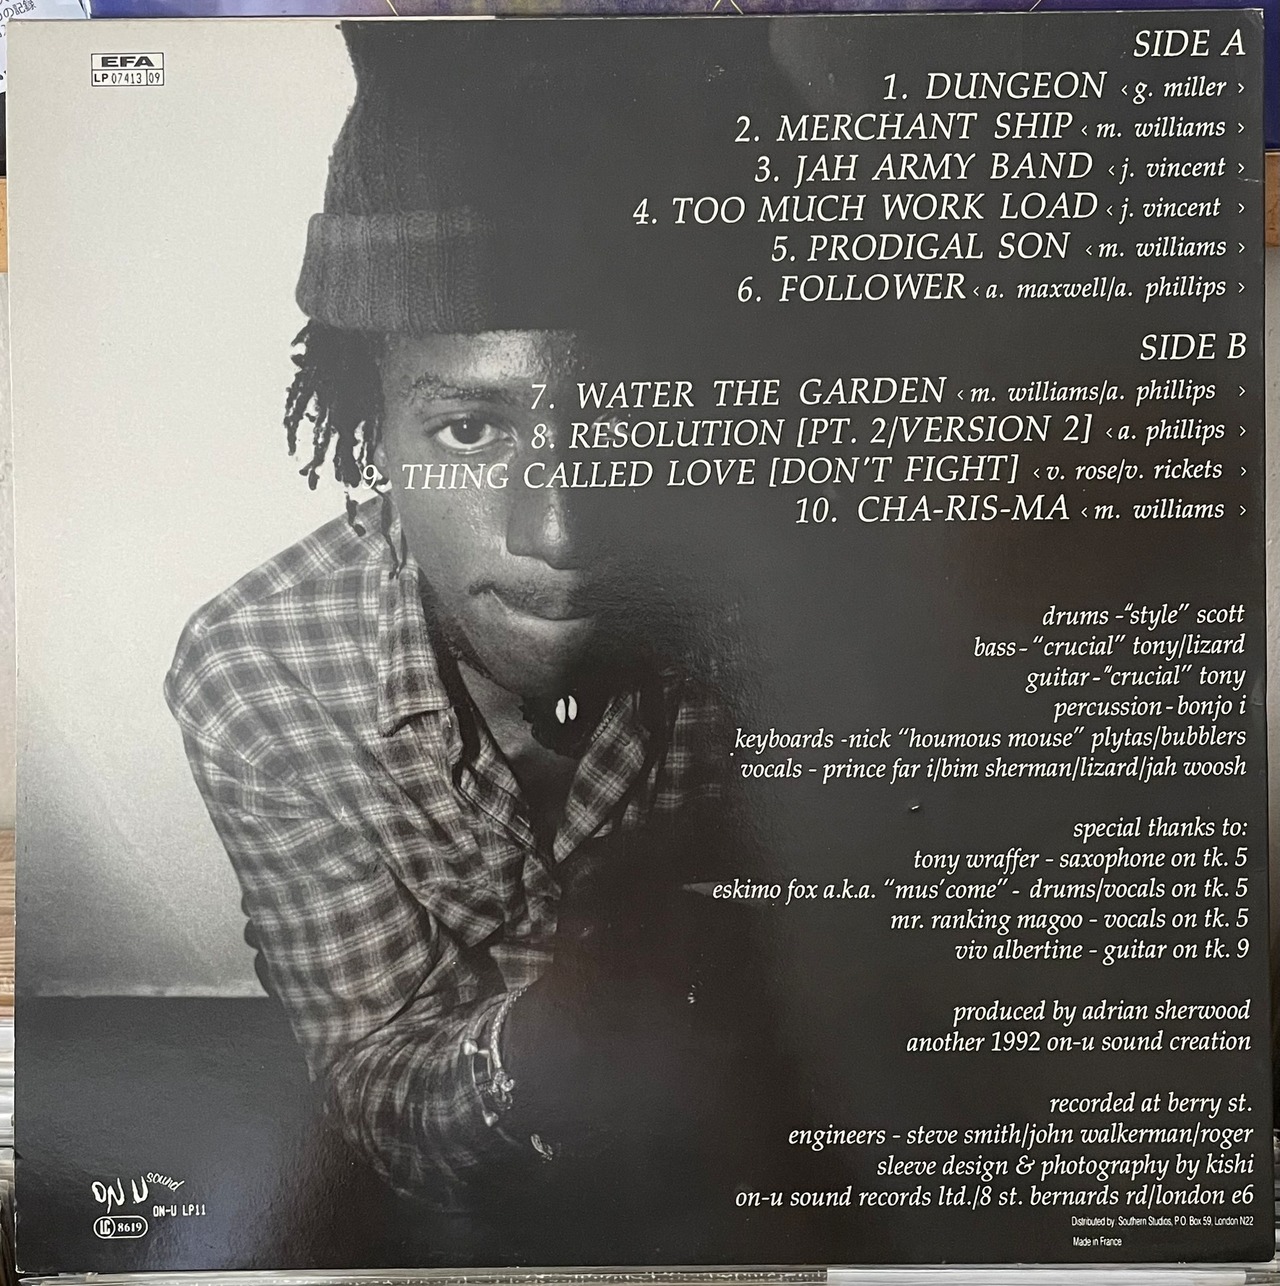 の記録
EFA
LP 07413 09
SIDE A
1. DUNGEON ‹ g. miller ›
2. MERCHANT SHIP ‹ m. williams ›
3. JAH ARMY BAND ‹ j. vincent ›
4. TOO MUCH WORK LOAD ‹ j. vincent ›
5. PRODIGAL SON ‹ m. williams ›
6. FOLLOWER ‹ a. maxwell/a. phillips ›
SIDE B
7. WATER THE GARDEN ‹ m. williams/a. phillips ›
8. RESOLUTION [PT. 2/VERSION 2] ‹ a. phillips ›
9. THING CALLED LOVE [DON'T FIGHT] ‹ v. rose/v. rickets ›
10. CHA-RIS-MA ‹ m. williams ›
drums -"style" scott
bass - "crucial" tony/lizard
guitar - "crucial" tony
percussion - bonjo i
keyboards -nick "houmous mouse" plytas/bubblers
vocals - prince far i/bim sherman/lizard/jah woosh
special thanks to:
tony wraffer - saxophone on tk. 5
eskimo fox a.k.a. "mus'come" - drums/vocals on tk. 5
mr. ranking magoo - vocals on tk. 5
viv albertine - guitar on tk. 9
produced by adrian sherwood
another 1992 on-u sound creation
recorded at berry st.
engineers - steve smith/john walkerman/roger
sleeve design & photography by kishi
on-u sound records ltd./8 st. bernards rd/london e6
Distributed by: Southern Studios, P.O. Box 59, London N22
Made in France
ON U sound
ON-U LP11
LC 8619